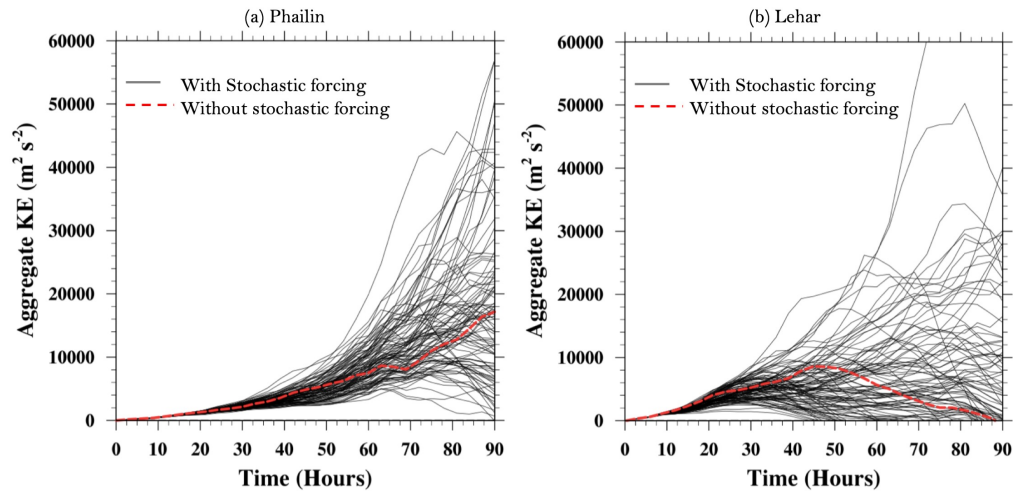 (a) Phailin
60000
50000
40000
30000
20000
10000
0
Aggregate KE (m² s⁻²)
With Stochastic forcing
Without stochastic forcing
0 10 20 30 40 50 60 70 80 90
Time (Hours)
(b) Lehar
60000
50000
40000
30000
20000
10000
0
Aggregate KE (m² s⁻²)
With Stochastic forcing
Without stochastic forcing
0 10 20 30 40 50 60 70 80 90
Time (Hours)